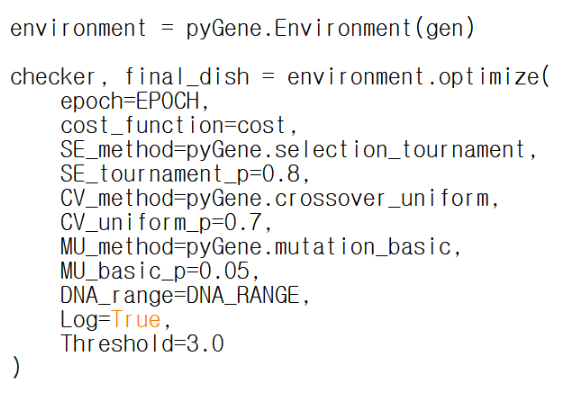 environment = pyGene.Environment(gen)
checker, final_dish = environment.optimize(
    epoch=EPOCH,
    cost_function=cost,
    SE_method=pyGene.selection_tournament,
    SE_tournament_p=0.8,
    CV_method=pyGene.crossover_uniform,
    CV_uniform_p=0.7,
    MU_method=pyGene.mutation_basic,
    MU_basic_p=0.05,
    DNA_range=DNA_RANGE,
    Log=True,
    Threshold=3.0
)